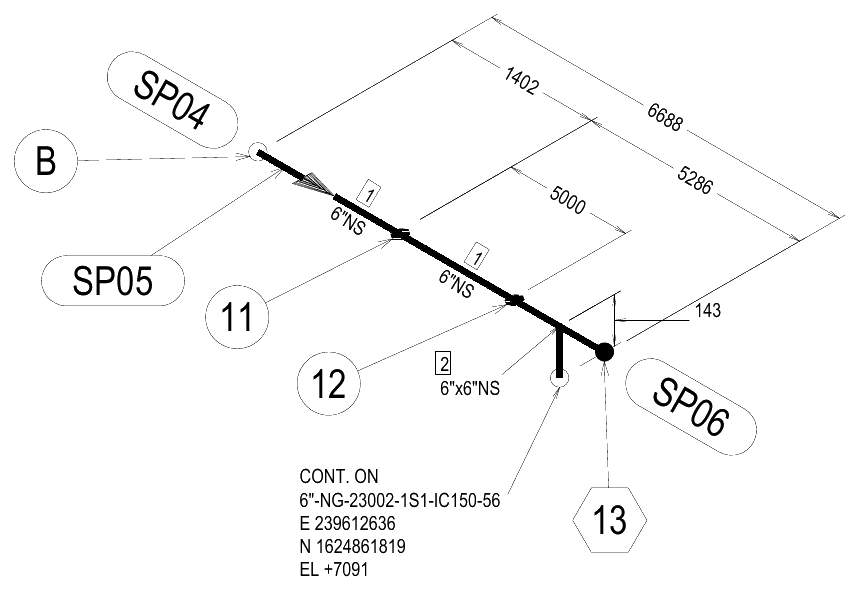 SP04
1402
6688
B
5286
1
5000
6"NS
1
SP05
6"NS
11
143
12
2
6"x6"NS
SP06
CONT. ON
6"-NG-23002-1S1-IC150-56
E 239612636
N 1624861819
EL +7091
13